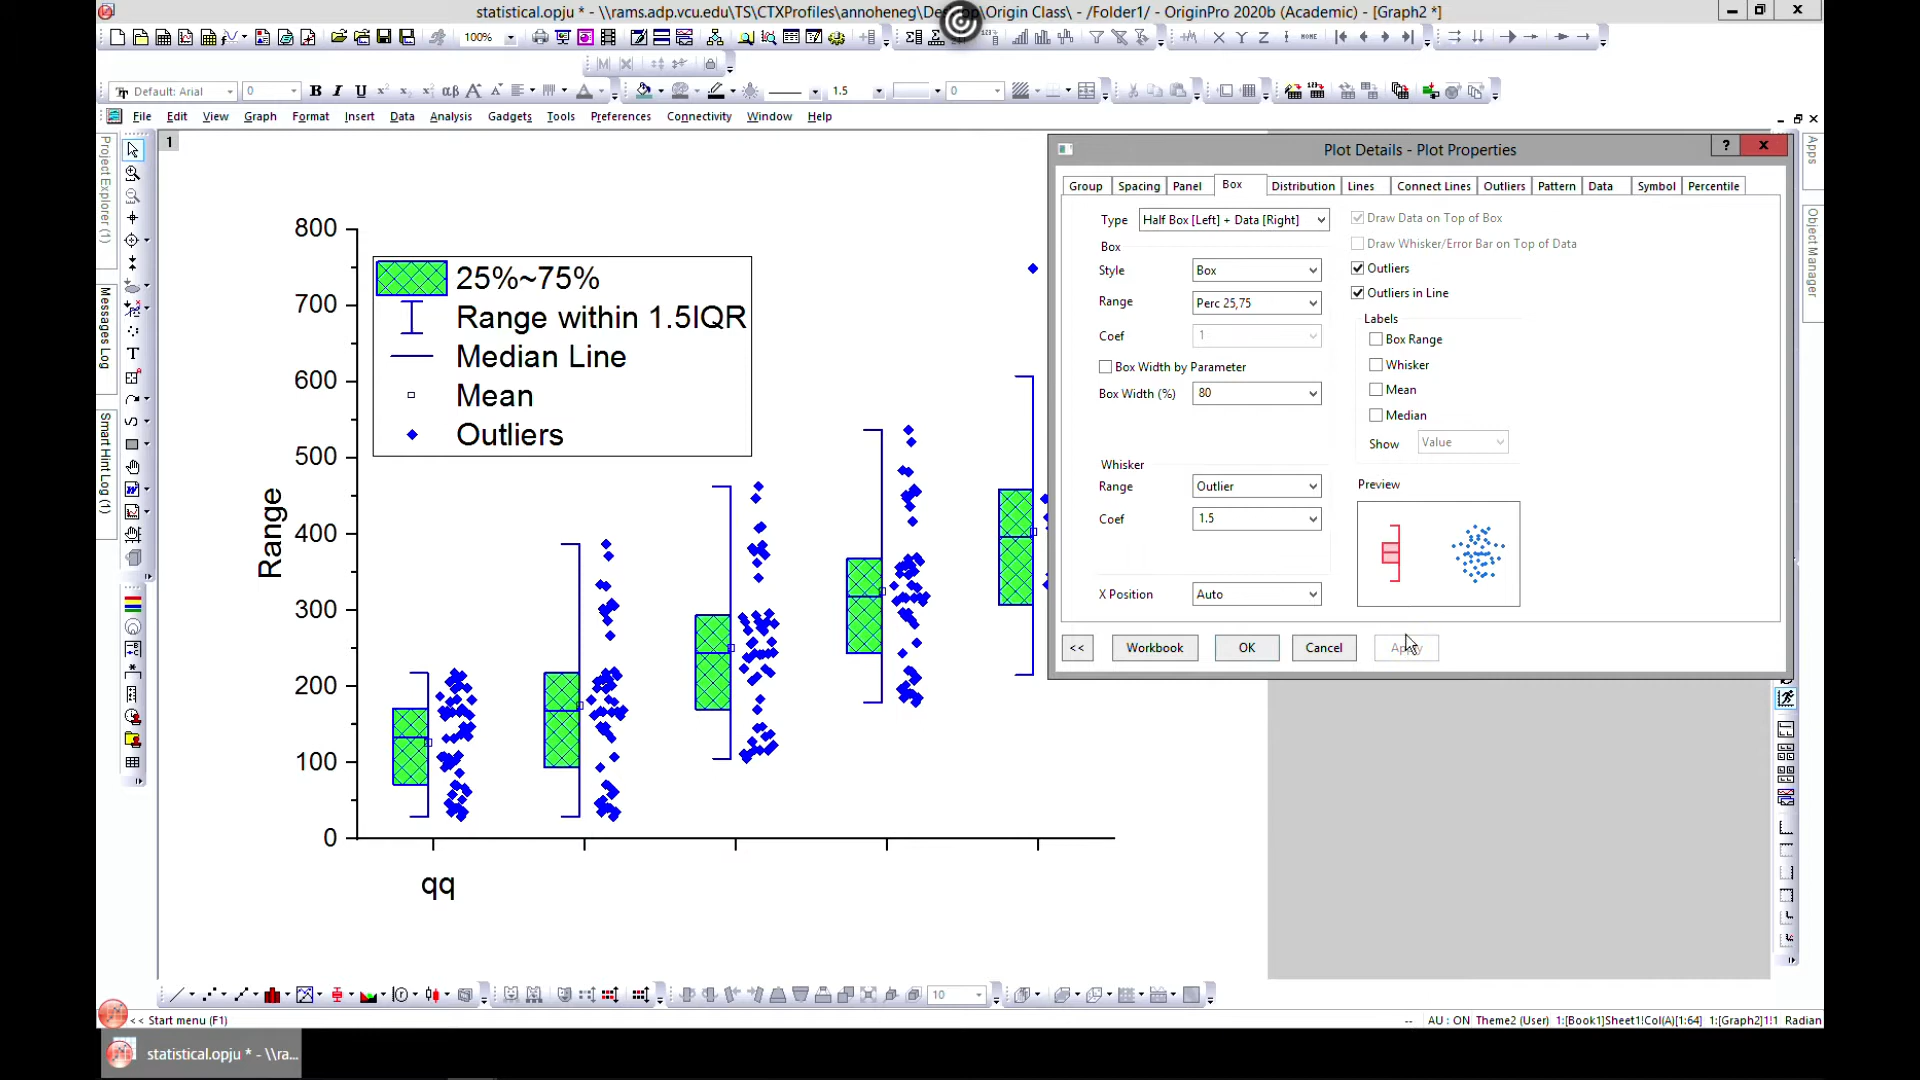 statistical.opju * - \\rams.adp.vcu.edu\TS\CTXProfiles\annoheneg\Des op\Origin Class\ - /Folder1/ - OriginPro 2020b (Academic) - [Graph2 *]
100%
Default: Arial 0 B I U αβ A A 1.5 0
File Edit View Graph Format Insert Data Analysis Gadgets Tools Preferences Connectivity Window Help
Project Explorer (1)
Messages Log
Smart Hint Log (1)
Apps
Object Manager
1
800
700
600
500
400
300
200
100
0
Range
qq
25%~75%
Range within 1.5IQR
Median Line
Mean
Outliers
Plot Details - Plot Properties
Group Spacing Panel Box Distribution Lines Connect Lines Outliers Pattern Data Symbol Percentile
Type Half Box [Left] + Data [Right]
Box
Style Box
Range Perc 25,75
Coef 1
Box Width by Parameter
Box Width (%) 80
Whisker
Range Outlier
Coef 1.5
X Position Auto
Draw Data on Top of Box
Draw Whisker/Error Bar on Top of Data
Outliers
Outliers in Line
Labels
Box Range
Whisker
Mean
Median
Show Value
Preview
<< Workbook OK Cancel Apply
10
<< Start menu (F1)
-- AU : ON Theme2 (User) 1:[Book1]Sheet1!Col(A)[1:64] 1:[Graph2]1!1 Radian
statistical.opju * - \\ra...